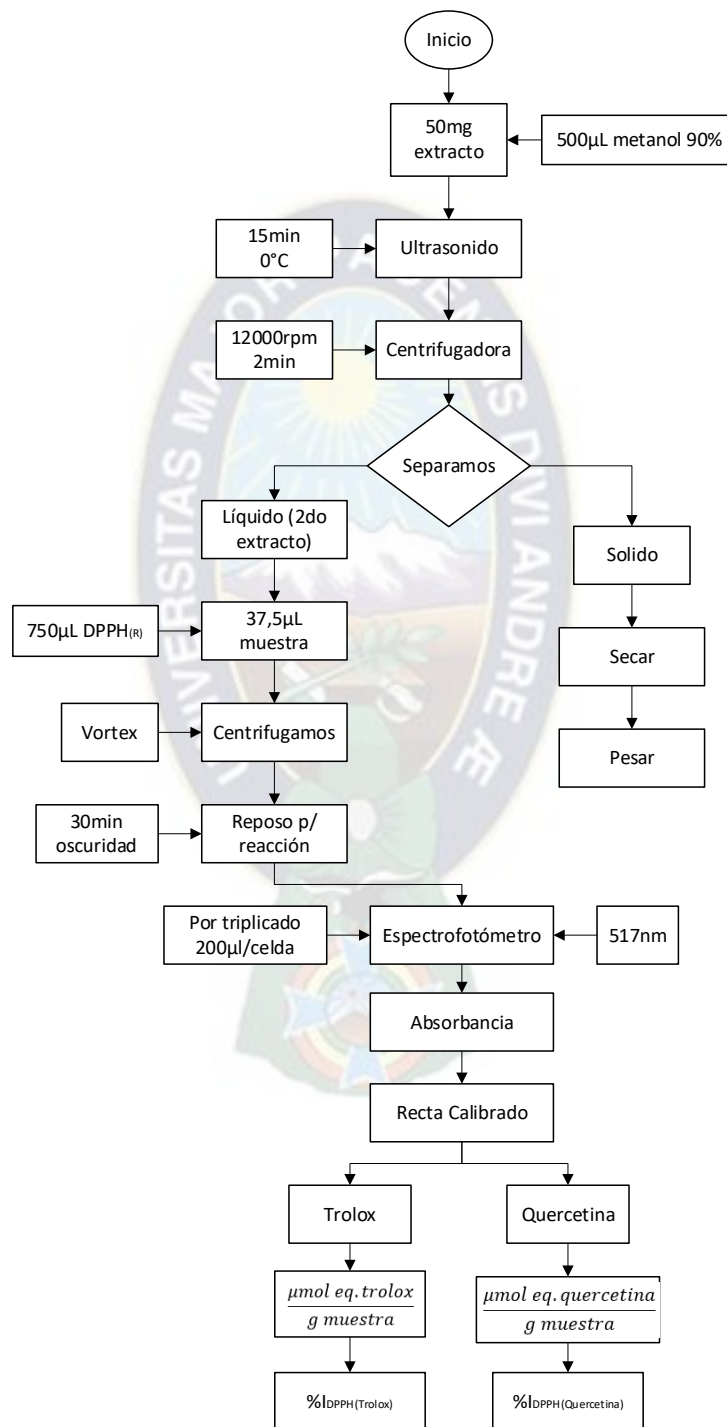 Inicio
50mg
extracto
500µL metanol 90%
15min
0°C
Ultrasonido
12000rpm
2min
Centrifugadora
Separamos
Líquido (2do
extracto)
Solido
750µL DPPH(R)
37,5µL
muestra
Secar
Vortex
Centrifugamos
Pesar
30min
oscuridad
Reposo p/
reacción
Por triplicado
200µl/celda
Espectrofotómetro
517nm
Absorbancia
Recta Calibrado
Trolox
Quercetina
µmol eq.trolox
g muestra
µmol eq.quercetina
g muestra
%IDPPH(Trolox)
%IDPPH(Quercetina)